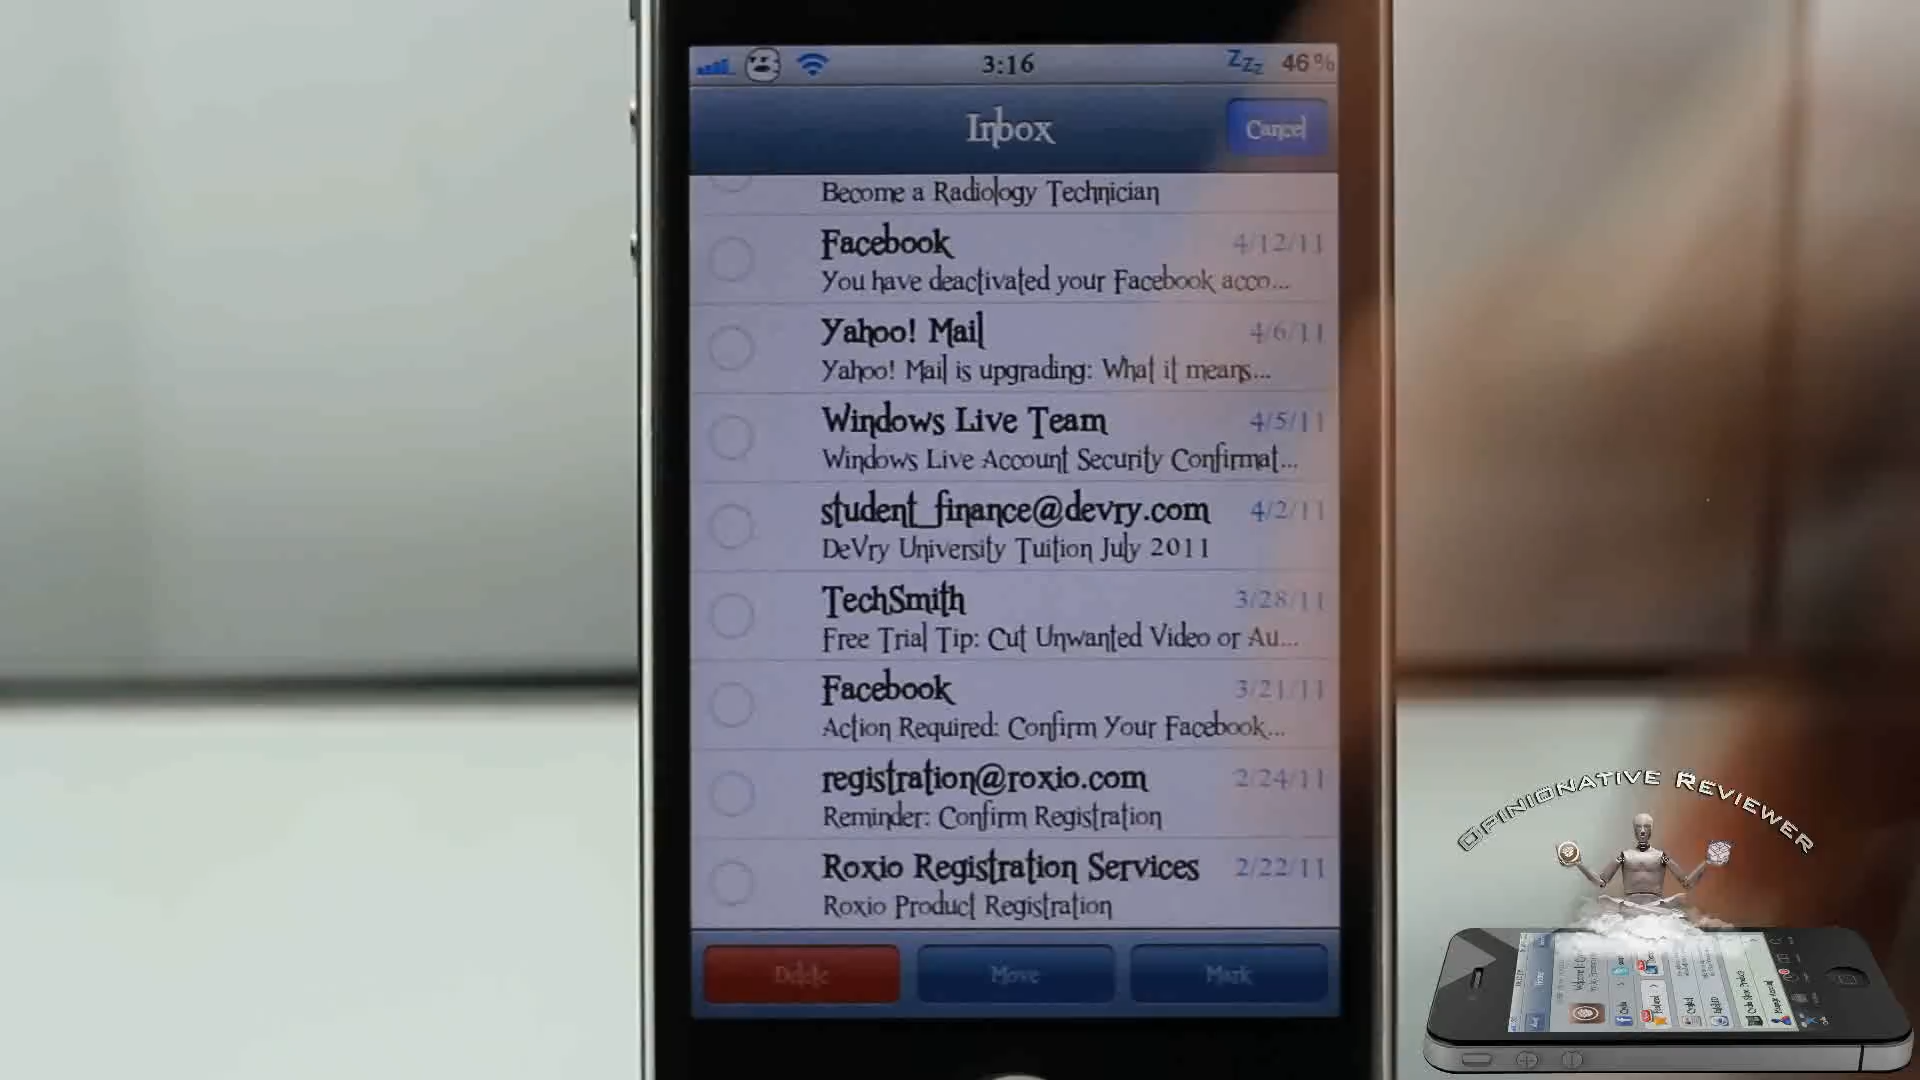 3:16
46%
Inbox
Cancel
Become a Radiology Technician
Facebook 4/12/11
You have deactivated your Facebook acco...
Yahoo! Mail 4/6/11
Yahoo! Mail is upgrading: What it means...
Windows Live Team 4/5/11
Windows Live Account Security Confirmat...
student_finance@devry.com 4/2/11
DeVry University Tuition July 2011
TechSmith 3/28/11
Free Trial Tip: Cut Unwanted Video or Au...
Facebook 3/21/11
Action Required: Confirm Your Facebook...
registration@roxio.com 2/24/11
Reminder: Confirm Registration
Roxio Registration Services 2/22/11
Roxio Product Registration
Delete Move Mark
Opinionative Reviewer